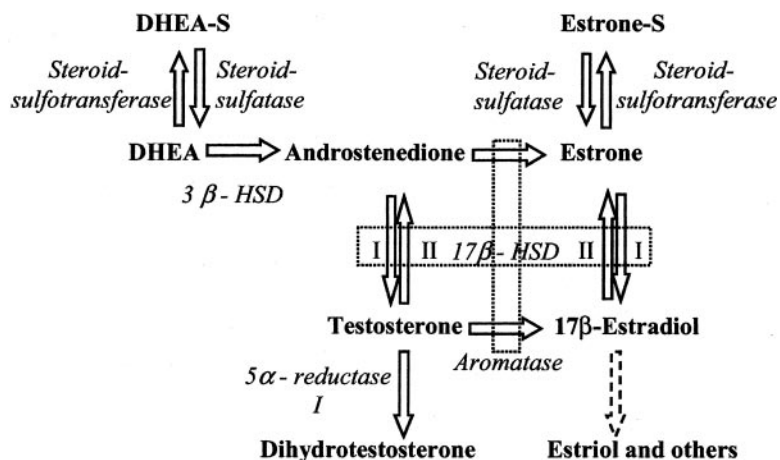 DHEA-S Estrone-S
Steroid- Steroid- Steroid- Steroid-
sulfotransferase sulfatase sulfatase sulfotransferase
DHEA Androstenedione Estrone
3 β - HSD
I II 17β - HSD II I
Testosterone 17β-Estradiol
5α - reductase Aromatase
I
Dihydrotestosterone Estriol and others